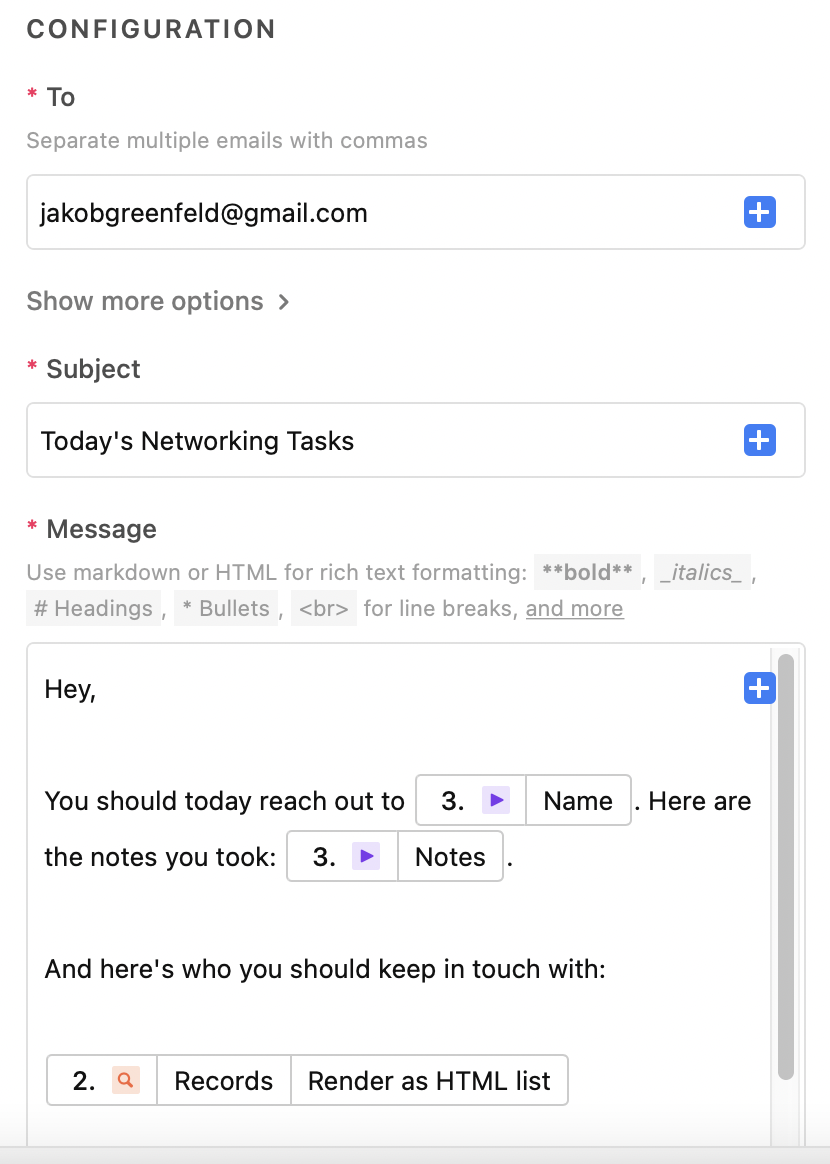 CONFIGURATION
* To
Separate multiple emails with commas
jakobgreenfeld@gmail.com
Show more options >
* Subject
Today's Networking Tasks
* Message
Use markdown or HTML for rich text formatting: **bold** , _italics_ ,
# Headings , * Bullets , <br> for line breaks, and more
Hey,
You should today reach out to 3. Name . Here are
the notes you took: 3. Notes .
And here's who you should keep in touch with:
2. Records Render as HTML list